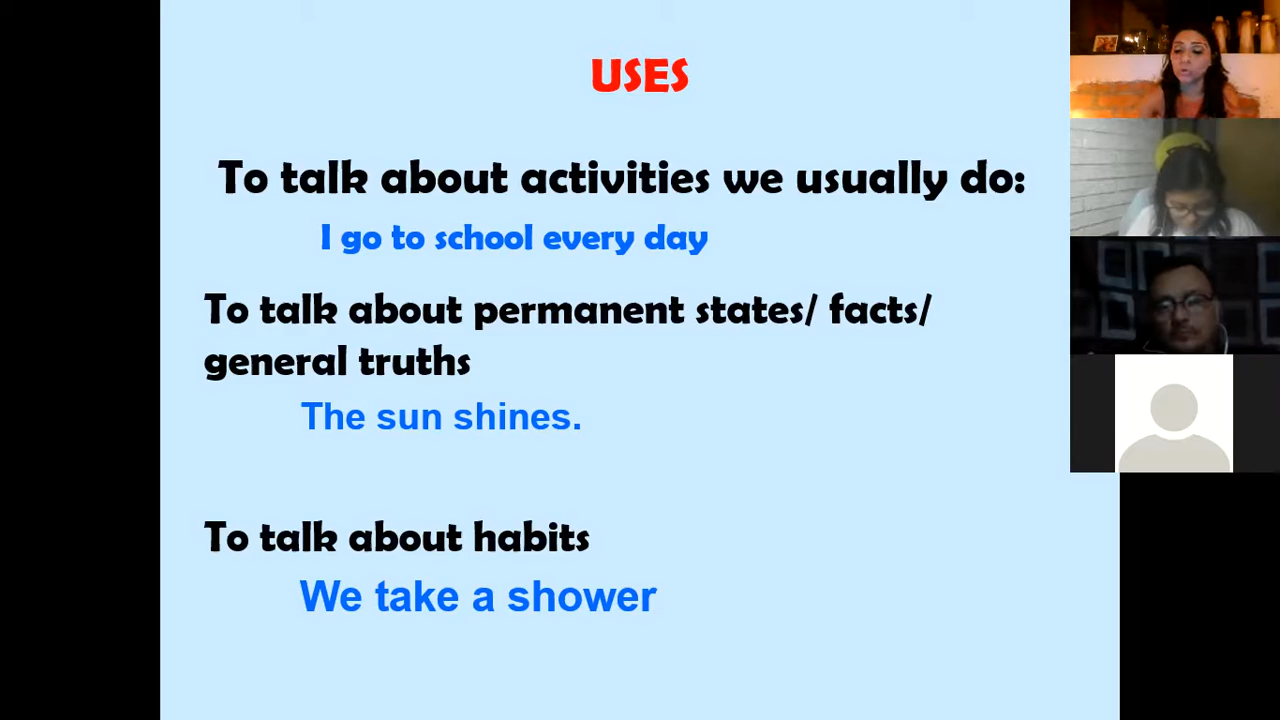 USES
To talk about activities we usually do:
I go to school every day
To talk about permanent states/ facts/
general truths
The sun shines.
To talk about habits
We take a shower